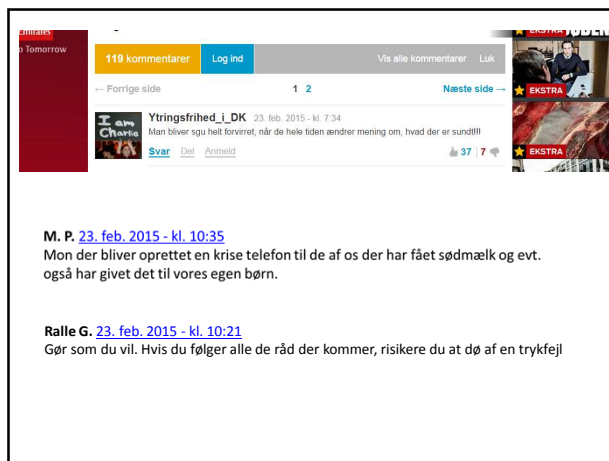 Emirates
o Tomorrow
119 kommentarer
Log ind
Vis alle kommentarer
Luk
← Forrige side
1 2
Næste side →
I am
Charlie
Ytringsfrihed_i_DK 23. feb. 2015 - kl. 7:34
Man bliver sgu helt forvirret, når de hele tiden ændrer mening om, hvad der er sundt!!!!
Svar Del Anmeld
37 | 7
EKSTRA
EKSTRA
EKSTRA
M. P. 23. feb. 2015 - kl. 10:35
Mon der bliver oprettet en krise telefon til de af os der har fået sødmælk og evt.
også har givet det til vores egen børn.
Ralle G. 23. feb. 2015 - kl. 10:21
Gør som du vil. Hvis du følger alle de råd der kommer, risikere du at dø af en trykfejl